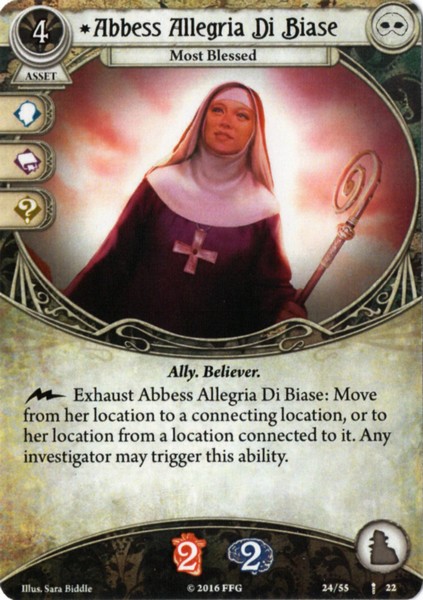 4
*Abbess Allegria Di Biase
ASSET
Most Blessed
?
Ally. Believer.
Exhaust Abbess Allegria Di Biase: Move
from her location to a connecting location, or to
her location from a location connected to it. Any
investigator may trigger this ability.
2 2
Illus. Sara Biddle © 2016 FFG 24/55 22